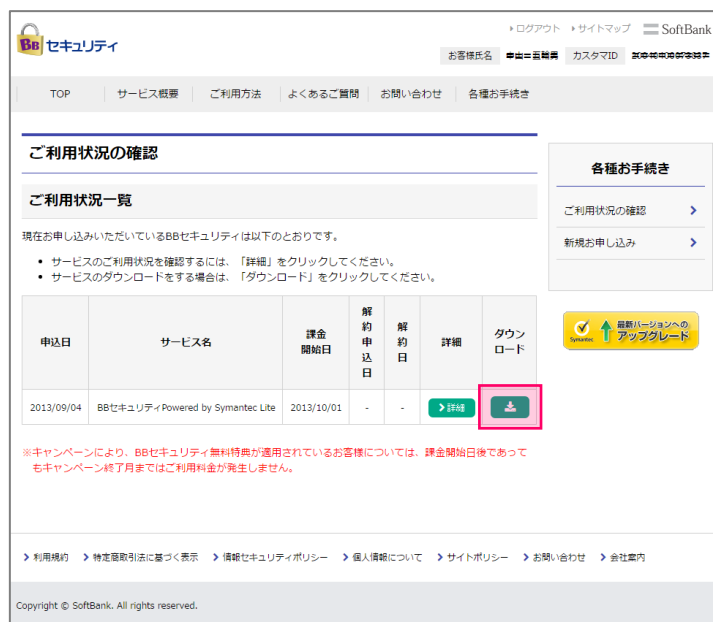 ログアウト サイトマップ SoftBank
BB セキュリティ
お客様氏名 カスタマID
TOP サービス概要 ご利用方法 よくあるご質問 お問い合わせ 各種お手続き
ご利用状況の確認
ご利用状況一覧
現在お申し込みいただいているBBセキュリティは以下のとおりです。
• サービスのご利用状況を確認するには、「詳細」をクリックしてください。
• サービスのダウンロードをする場合は、「ダウンロード」をクリックしてください。
申込日 サービス名 課金開始日 解約申込日 解約日 詳細 ダウンロード
2013/09/04 BBセキュリティPowered by Symantec Lite 2013/10/01 - - 詳細
※キャンペーンにより、BBセキュリティ無料特典が適用されているお客様については、課金開始日後であって
もキャンペーン終了月まではご利用料金が発生しません。
各種お手続き
ご利用状況の確認
新規お申し込み
Symantec 最新バージョンへの
アップグレード
利用規約 特定商取引法に基づく表示 情報セキュリティポリシー 個人情報について サイトポリシー お問い合わせ 会社案内
Copyright © SoftBank. All rights reserved.